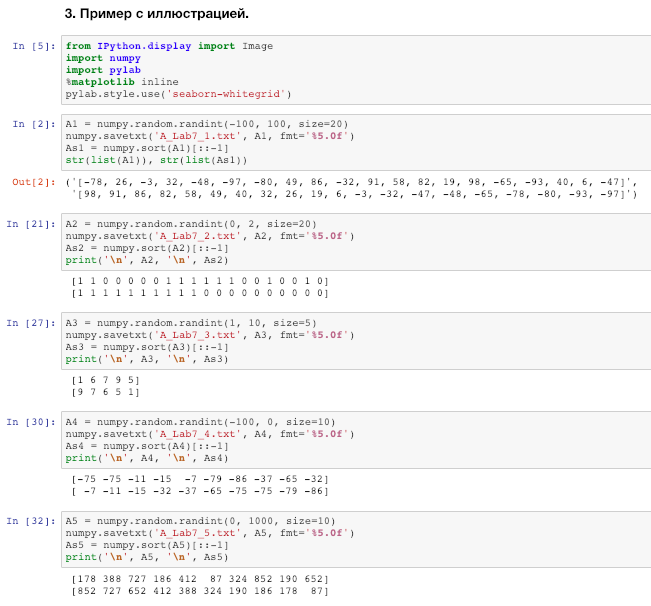 3. Пример с иллюстрацией.
In [5]: from IPython.display import Image
import numpy
import pylab
%matplotlib inline
pylab.style.use('seaborn-whitegrid')
In [2]: A1 = numpy.random.randint(-100, 100, size=20)
numpy.savetxt('A_Lab7_1.txt', A1, fmt='%5.0f')
As1 = numpy.sort(A1)[::-1]
str(list(A1)), str(list(As1))
Out[2]: ('[-78, 26, -3, 32, -48, -97, -80, 49, 86, -32, 91, 58, 82, 19, 98, -65, -93, 40, 6, -47]',
'[98, 91, 86, 82, 58, 49, 40, 32, 26, 19, 6, -3, -32, -47, -48, -65, -78, -80, -93, -97]')
In [21]: A2 = numpy.random.randint(0, 2, size=20)
numpy.savetxt('A_Lab7_2.txt', A2, fmt='%5.0f')
As2 = numpy.sort(A2)[::-1]
print('\n', A2, '\n', As2)
[1 1 0 0 0 0 0 1 1 1 1 1 1 0 0 1 0 0 1 0]
[1 1 1 1 1 1 1 1 1 1 0 0 0 0 0 0 0 0 0 0]
In [27]: A3 = numpy.random.randint(1, 10, size=5)
numpy.savetxt('A_Lab7_3.txt', A3, fmt='%5.0f')
As3 = numpy.sort(A3)[::-1]
print('\n', A3, '\n', As3)
[1 6 7 9 5]
[9 7 6 5 1]
In [30]: A4 = numpy.random.randint(-100, 0, size=10)
numpy.savetxt('A_Lab7_4.txt', A4, fmt='%5.0f')
As4 = numpy.sort(A4)[::-1]
print('\n', A4, '\n', As4)
[-75 -75 -11 -15  -7 -79 -86 -37 -65 -32]
[ -7 -11 -15 -32 -37 -65 -75 -75 -79 -86]
In [32]: A5 = numpy.random.randint(0, 1000, size=10)
numpy.savetxt('A_Lab7_5.txt', A5, fmt='%5.0f')
As5 = numpy.sort(A5)[::-1]
print('\n', A5, '\n', As5)
[178 388 727 186 412  87 324 852 190 652]
[852 727 652 412 388 324 190 186 178  87]